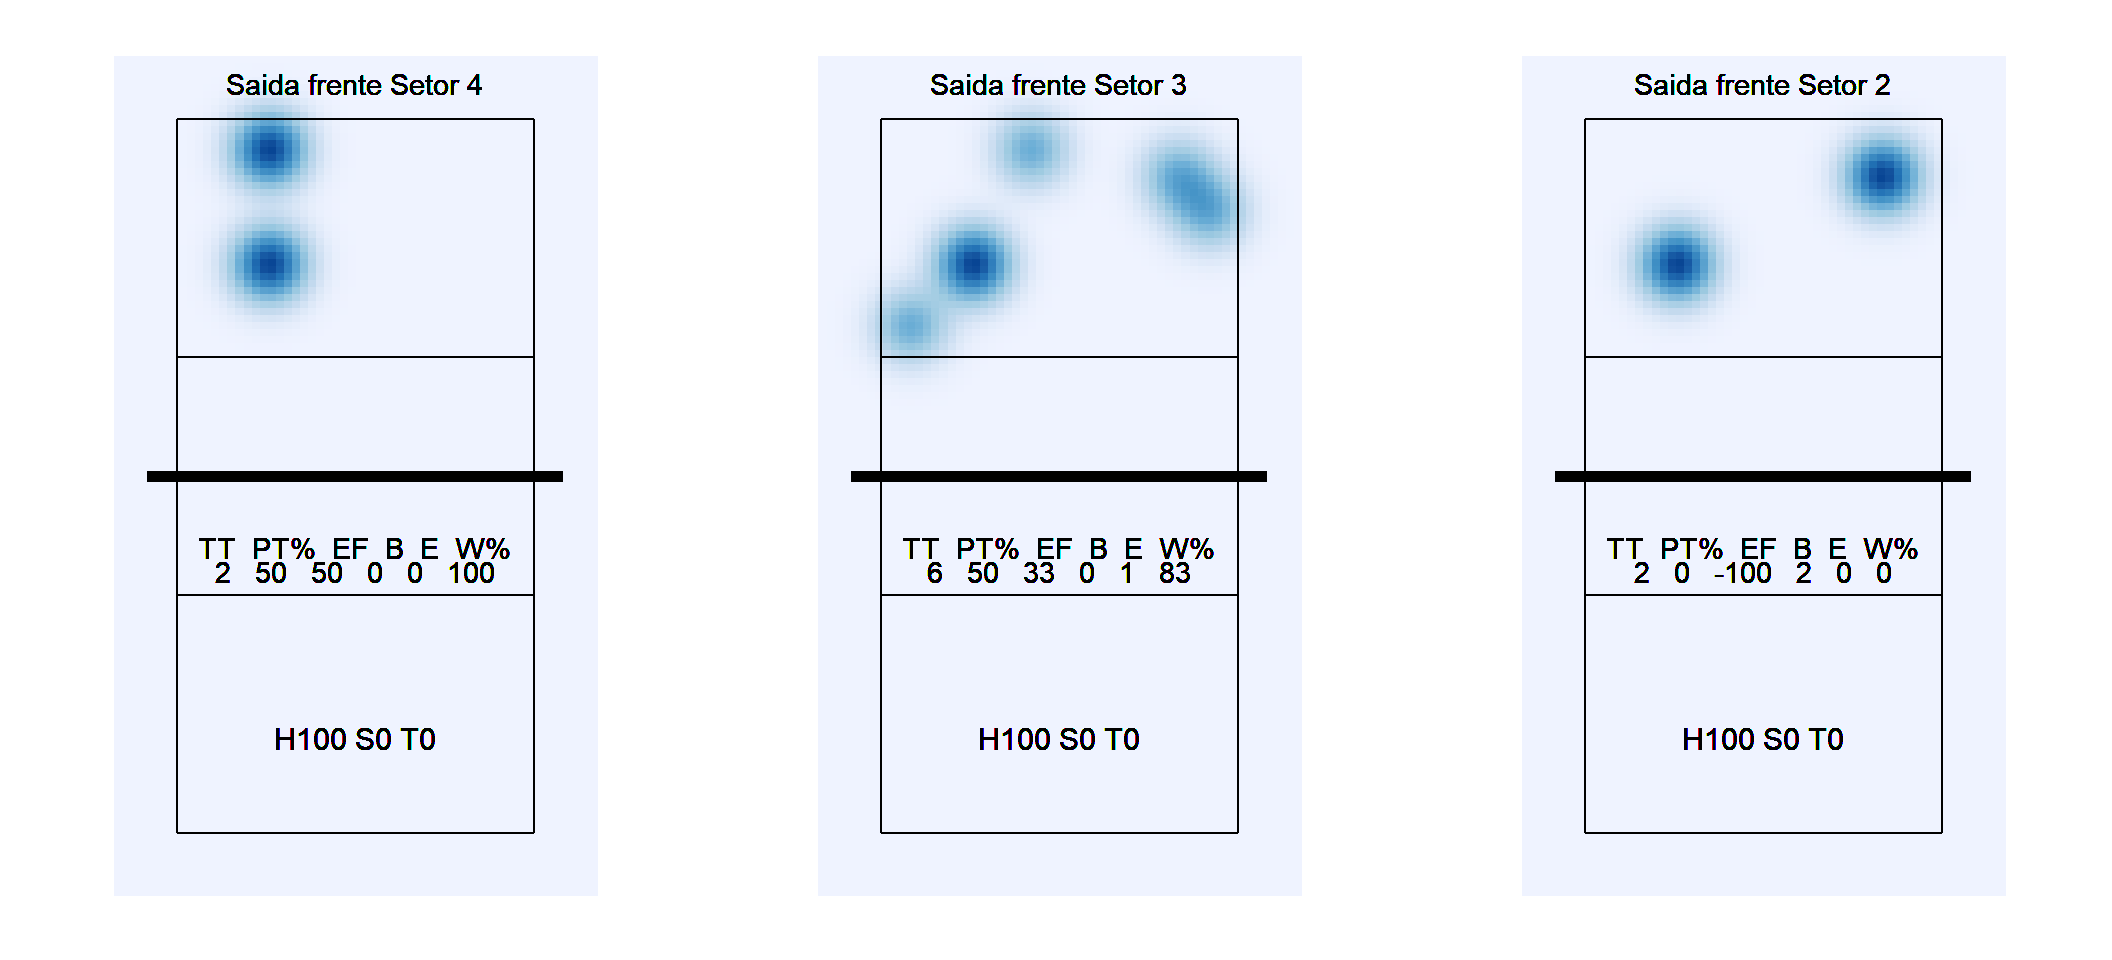 Saida frente Setor 4
TT PT% EF B E W%
2 50 50 0 0 100
H100 S0 T0
Saida frente Setor 3
TT PT% EF B E W%
6 50 33 0 1 83
H100 S0 T0
Saida frente Setor 2
TT PT% EF B E W%
2 0 -100 2 0 0
H100 S0 T0